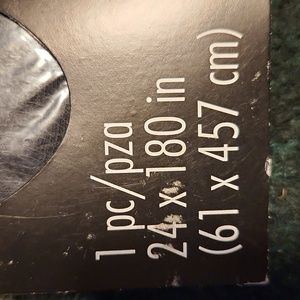 1 pc/pza
24 x 180 in
(61 x 457 cm)